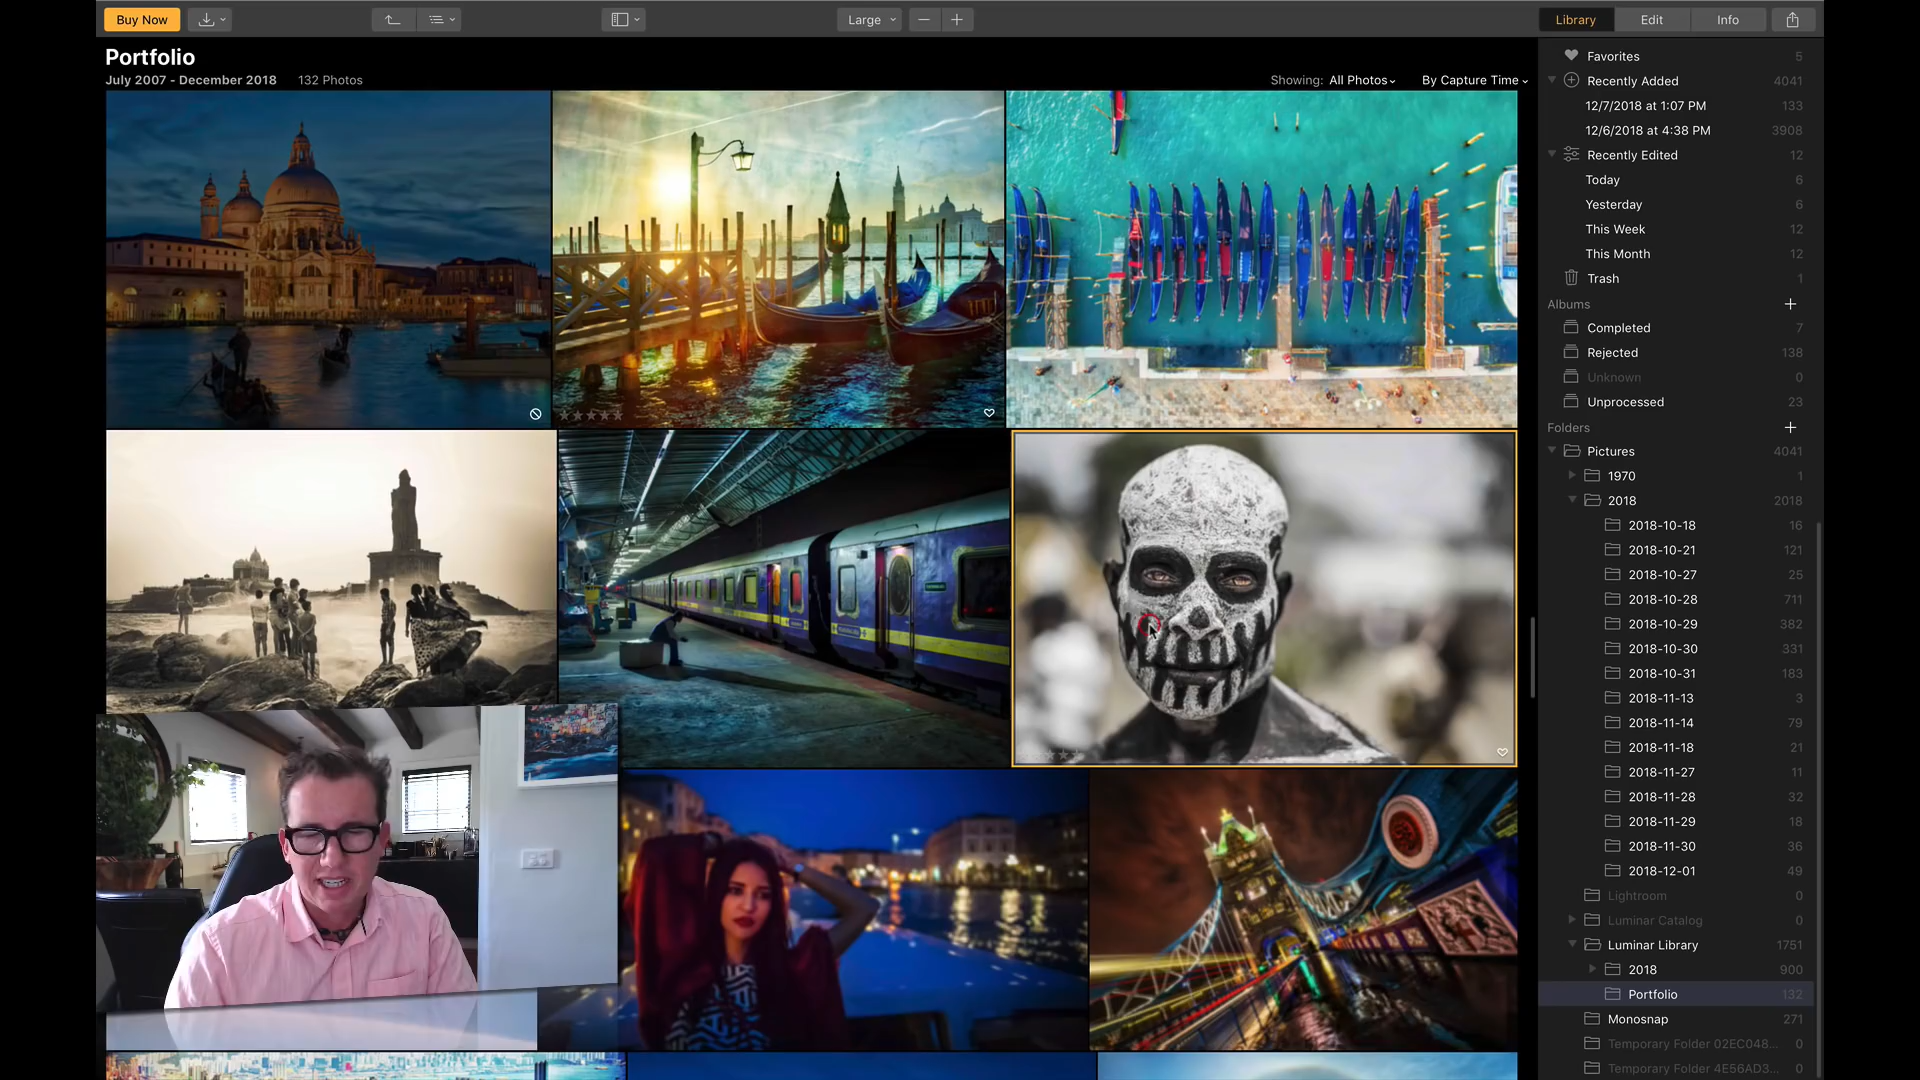 Buy Now
Large
Library
Edit
Info
Portfolio
July 2007 - December 2018
132 Photos
Showing: All Photos
By Capture Time
Favorites 5
Recently Added 4041
12/7/2018 at 1:07 PM 133
12/6/2018 at 4:38 PM 3908
Recently Edited 12
Today 6
Yesterday 6
This Week 12
This Month 12
Trash 1
Albums
Completed 7
Rejected 138
Unknown 0
Unprocessed 23
Folders
Pictures 4041
1970 1
2018 2018
2018-10-18 16
2018-10-21 121
2018-10-27 25
2018-10-28 711
2018-10-29 382
2018-10-30 331
2018-10-31 183
2018-11-13 3
2018-11-14 79
2018-11-18 21
2018-11-27 11
2018-11-28 32
2018-11-29 18
2018-11-30 36
2018-12-01 49
Lightroom 0
Luminar Catalog 0
Luminar Library 1751
2018 900
Portfolio 132
Monosnap 271
Temporary Folder 02EC048... 0
Temporary Folder 4E56AD3... 0